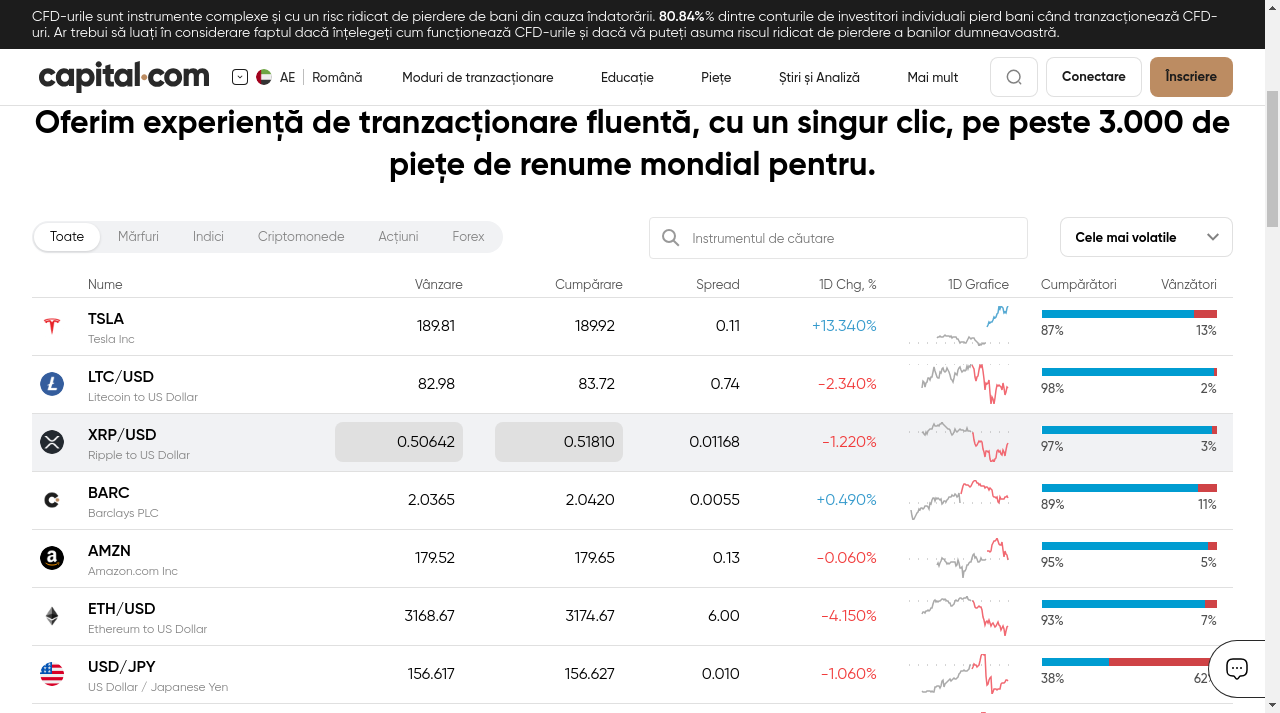 CFD-urile sunt instrumente complexe și cu un risc ridicat de pierdere de bani din cauza îndatorării. 80.84%% dintre conturile de investitori individuali pierd bani când tranzacționează CFD-
uri. Ar trebui să luați în considerare faptul dacă înțelegeți cum funcționează CFD-urile și dacă vă puteți asuma riscul ridicat de pierdere a banilor dumneavoastră.
capital.com AE Română Moduri de tranzacționare Educație Piețe Știri și Analiză Mai mult Conectare Înscriere
Oferim experiență de tranzacționare fluentă, cu un singur clic, pe peste 3.000 de
piețe de renume mondial pentru.
Toate Mărfuri Indici Criptomonede Acțiuni Forex Instrumentul de căutare Cele mai volatile
Nume Vânzare Cumpărare Spread 1D Chg, % 1D Grafice Cumpărători Vânzători
TSLA 189.81 189.92 0.11 +13.340% 87% 13%
Tesla Inc
LTC/USD 82.98 83.72 0.74 -2.340% 98% 2%
Litecoin to US Dollar
XRP/USD 0.50642 0.51810 0.01168 -1.220% 97% 3%
Ripple to US Dollar
BARC 2.0365 2.0420 0.0055 +0.490% 89% 11%
Barclays PLC
AMZN 179.52 179.65 0.13 -0.060% 95% 5%
Amazon.com Inc
ETH/USD 3168.67 3174.67 6.00 -4.150% 93% 7%
Ethereum to US Dollar
USD/JPY 156.617 156.627 0.010 -1.060% 38%
US Dollar / Japanese Yen